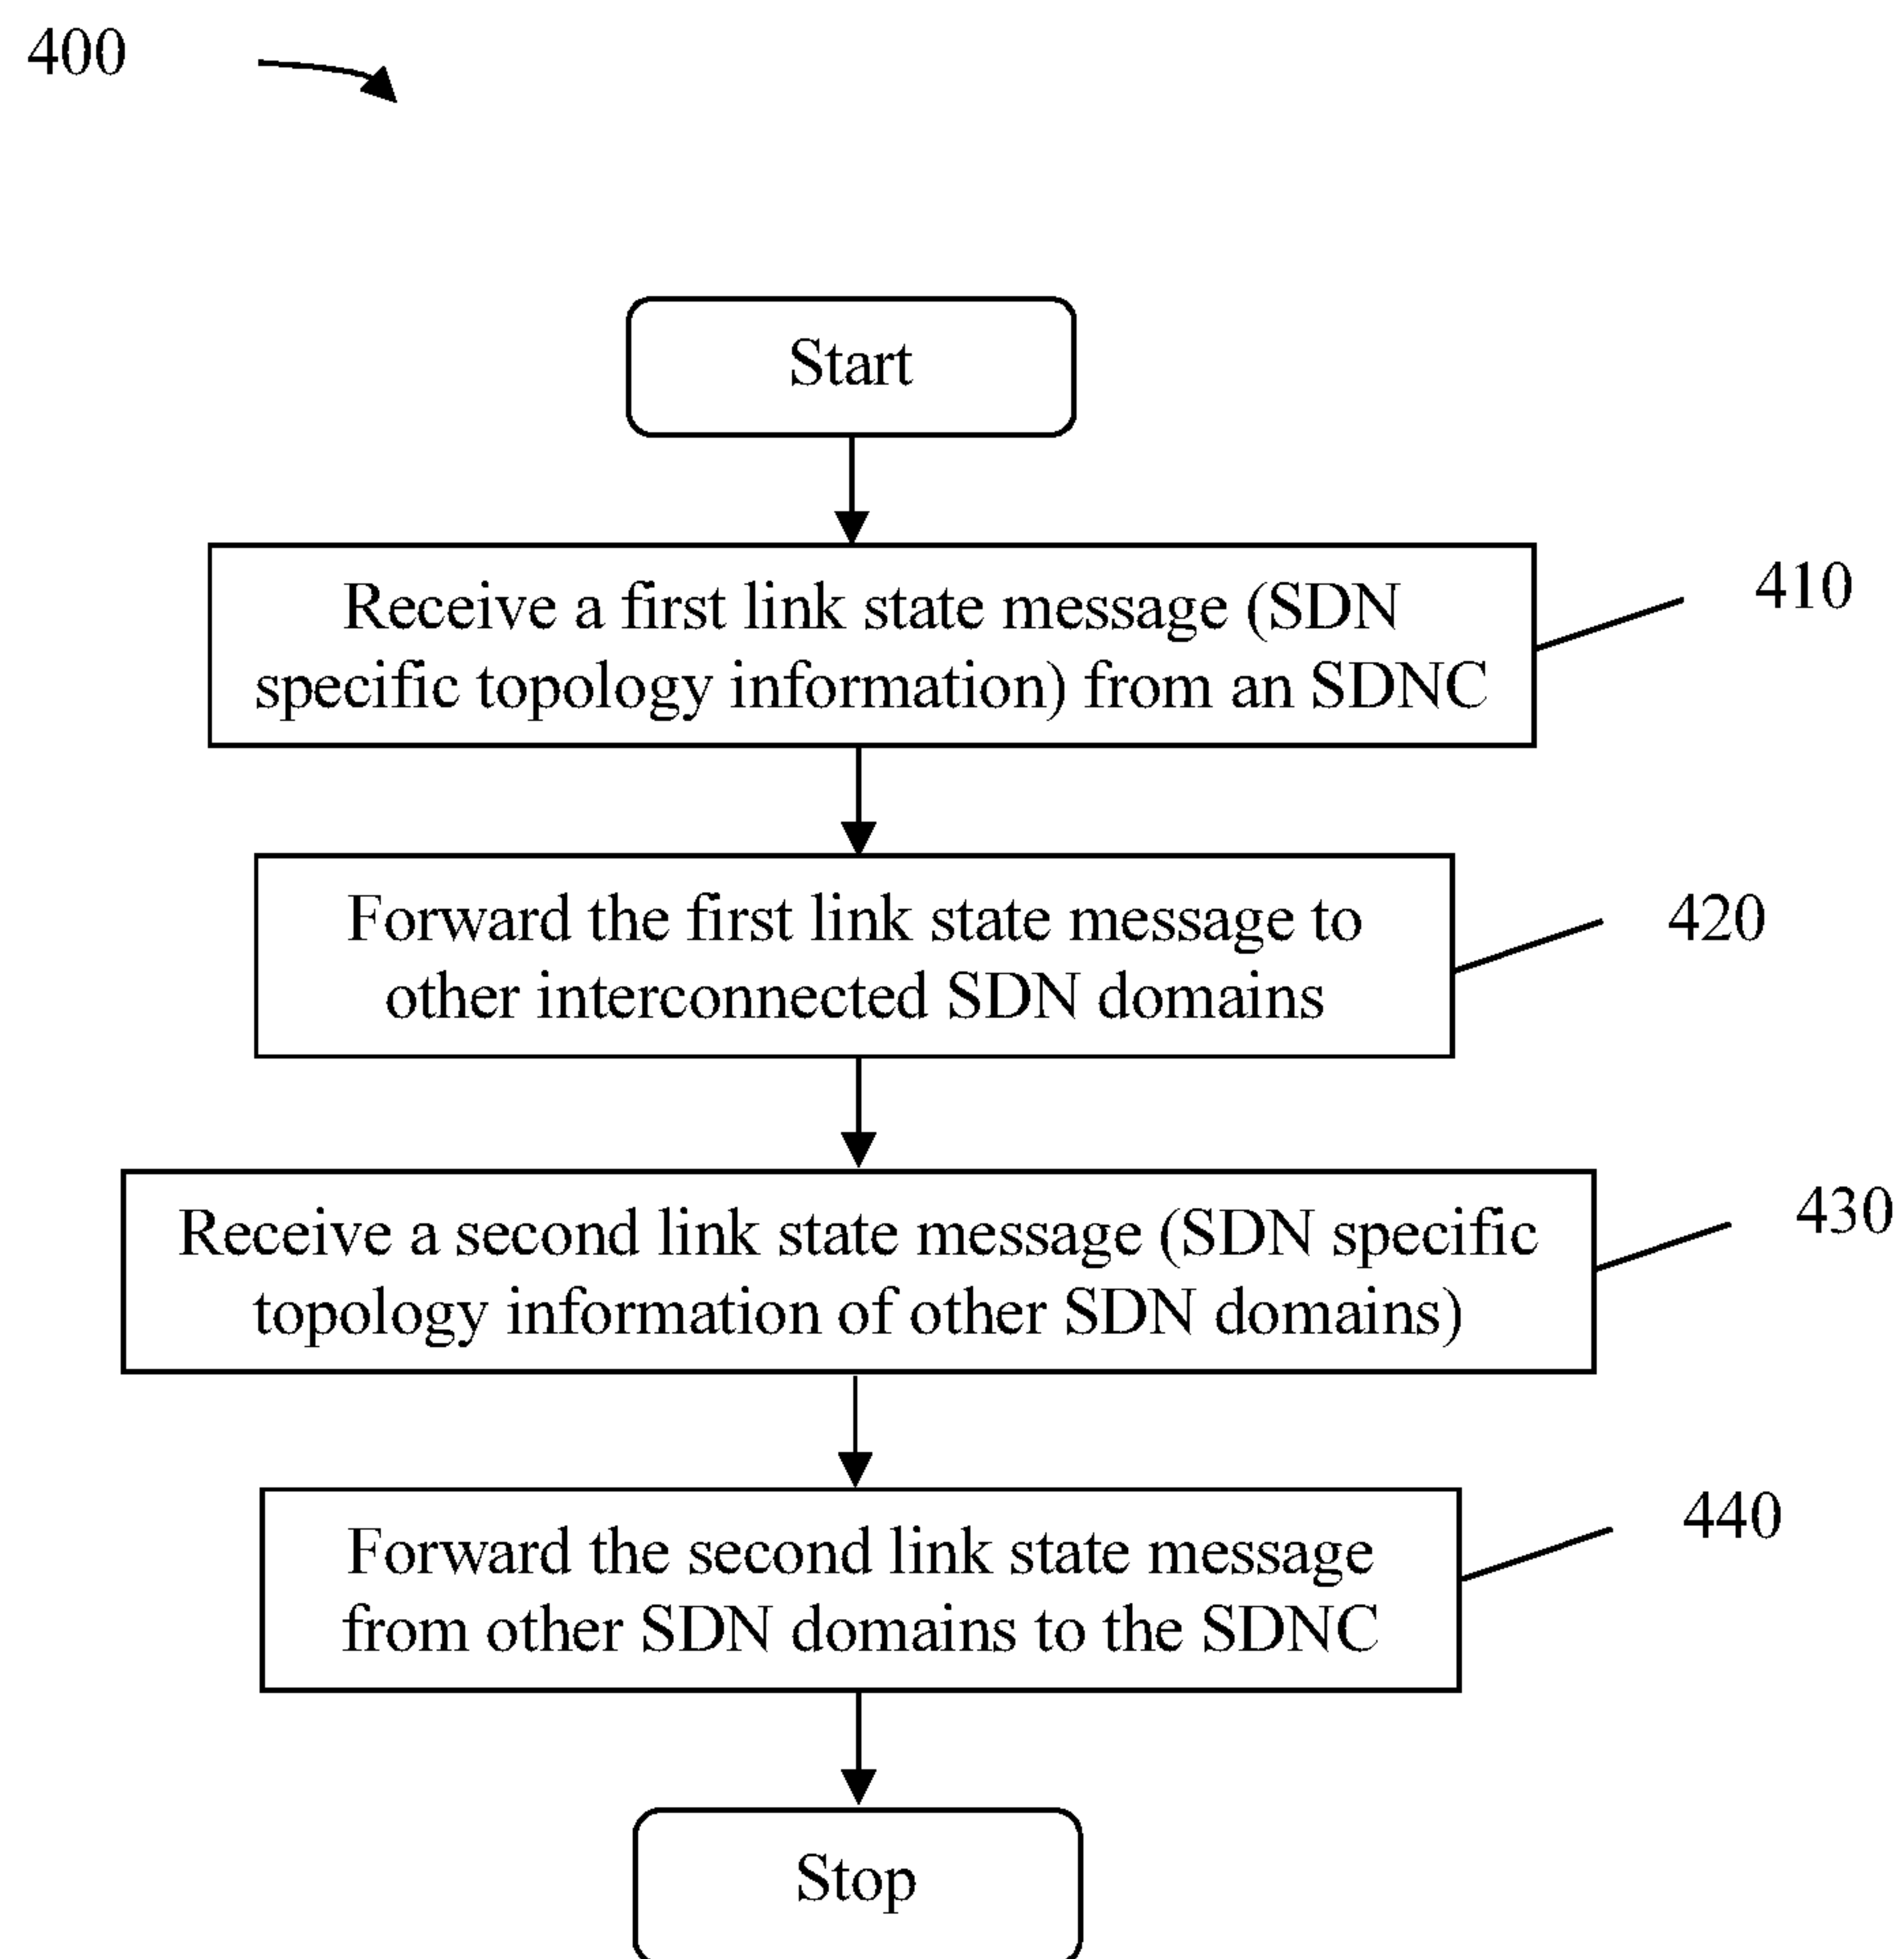 400
Start
Receive a first link state message (SDN
specific topology information) from an SDNC
410
Forward the first link state message to
other interconnected SDN domains
420
Receive a second link state message (SDN specific
topology information of other SDN domains)
430
Forward the second link state message
from other SDN domains to the SDNC
440
Stop